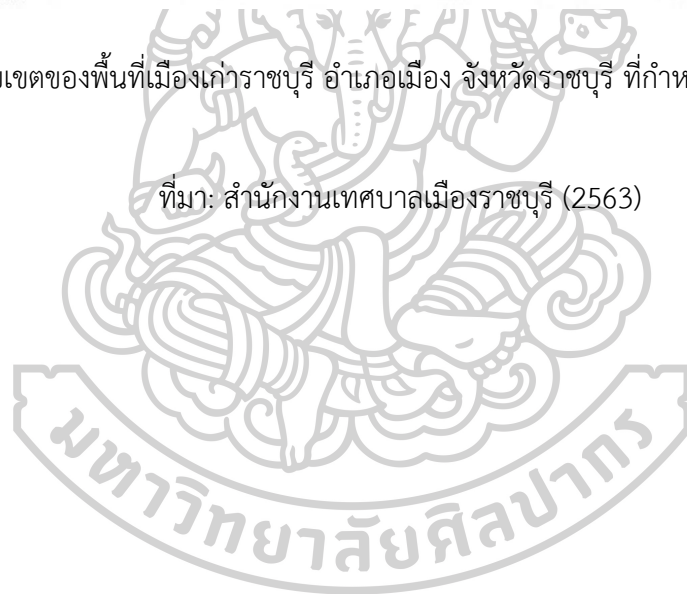 เขตของพื้นที่เมืองเก่าราชบุรี อำเภอเมือง จังหวัดราชบุรี
ที่มา: สำนักงานเทศบาลเมืองราชบุรี (2563)
มหาวิทยาลัยศิลปากร